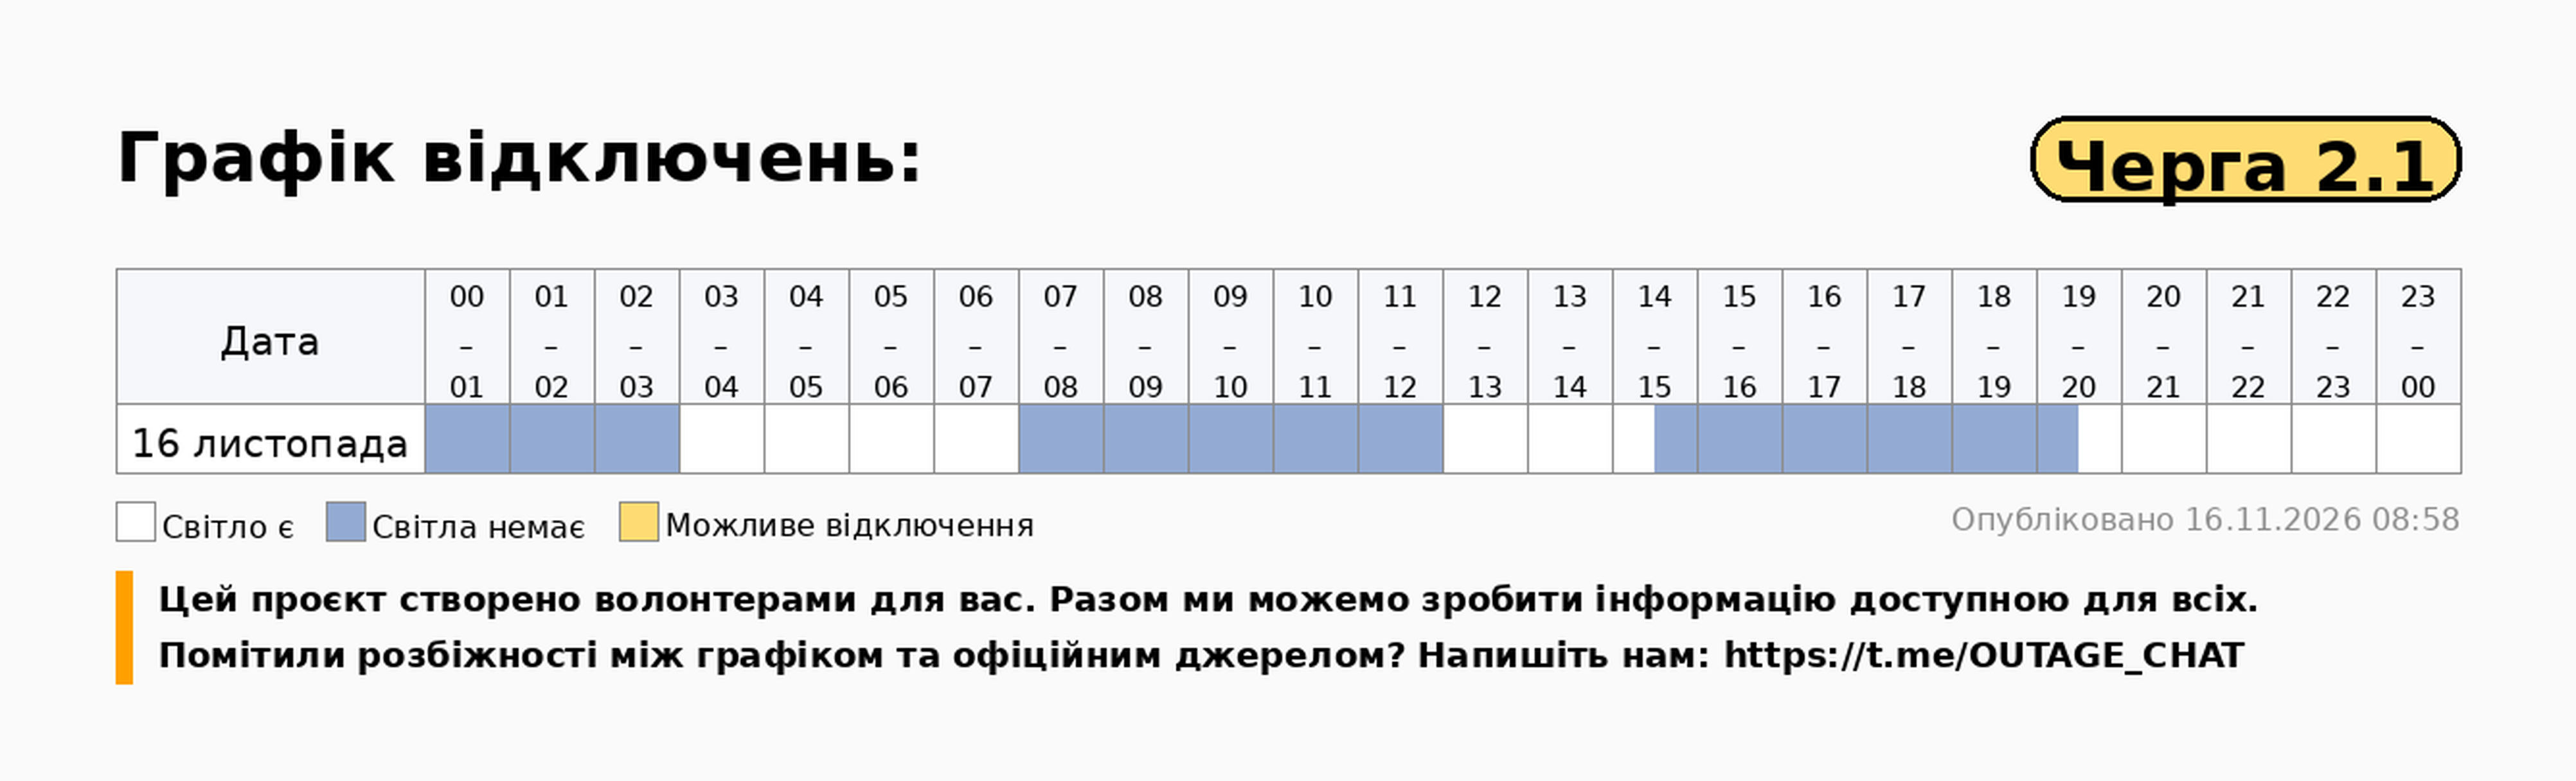 Графік відключень:
Черга 2.1
Дата
00 – 01
01 – 02
02 – 03
03 – 04
04 – 05
05 – 06
06 – 07
07 – 08
08 – 09
09 – 10
10 – 11
11 – 12
12 – 13
13 – 14
14 – 15
15 – 16
16 – 17
17 – 18
18 – 19
19 – 20
20 – 21
21 – 22
22 – 23
23 – 00
16 листопада
Світло є
Світла немає
Можливе відключення
Опубліковано 16.11.2026 08:58
Цей проєкт створено волонтерами для вас. Разом ми можемо зробити інформацію доступною для всіх.
Помітили розбіжності між графіком та офіційним джерелом? Напишіть нам: https://t.me/OUTAGE_CHAT